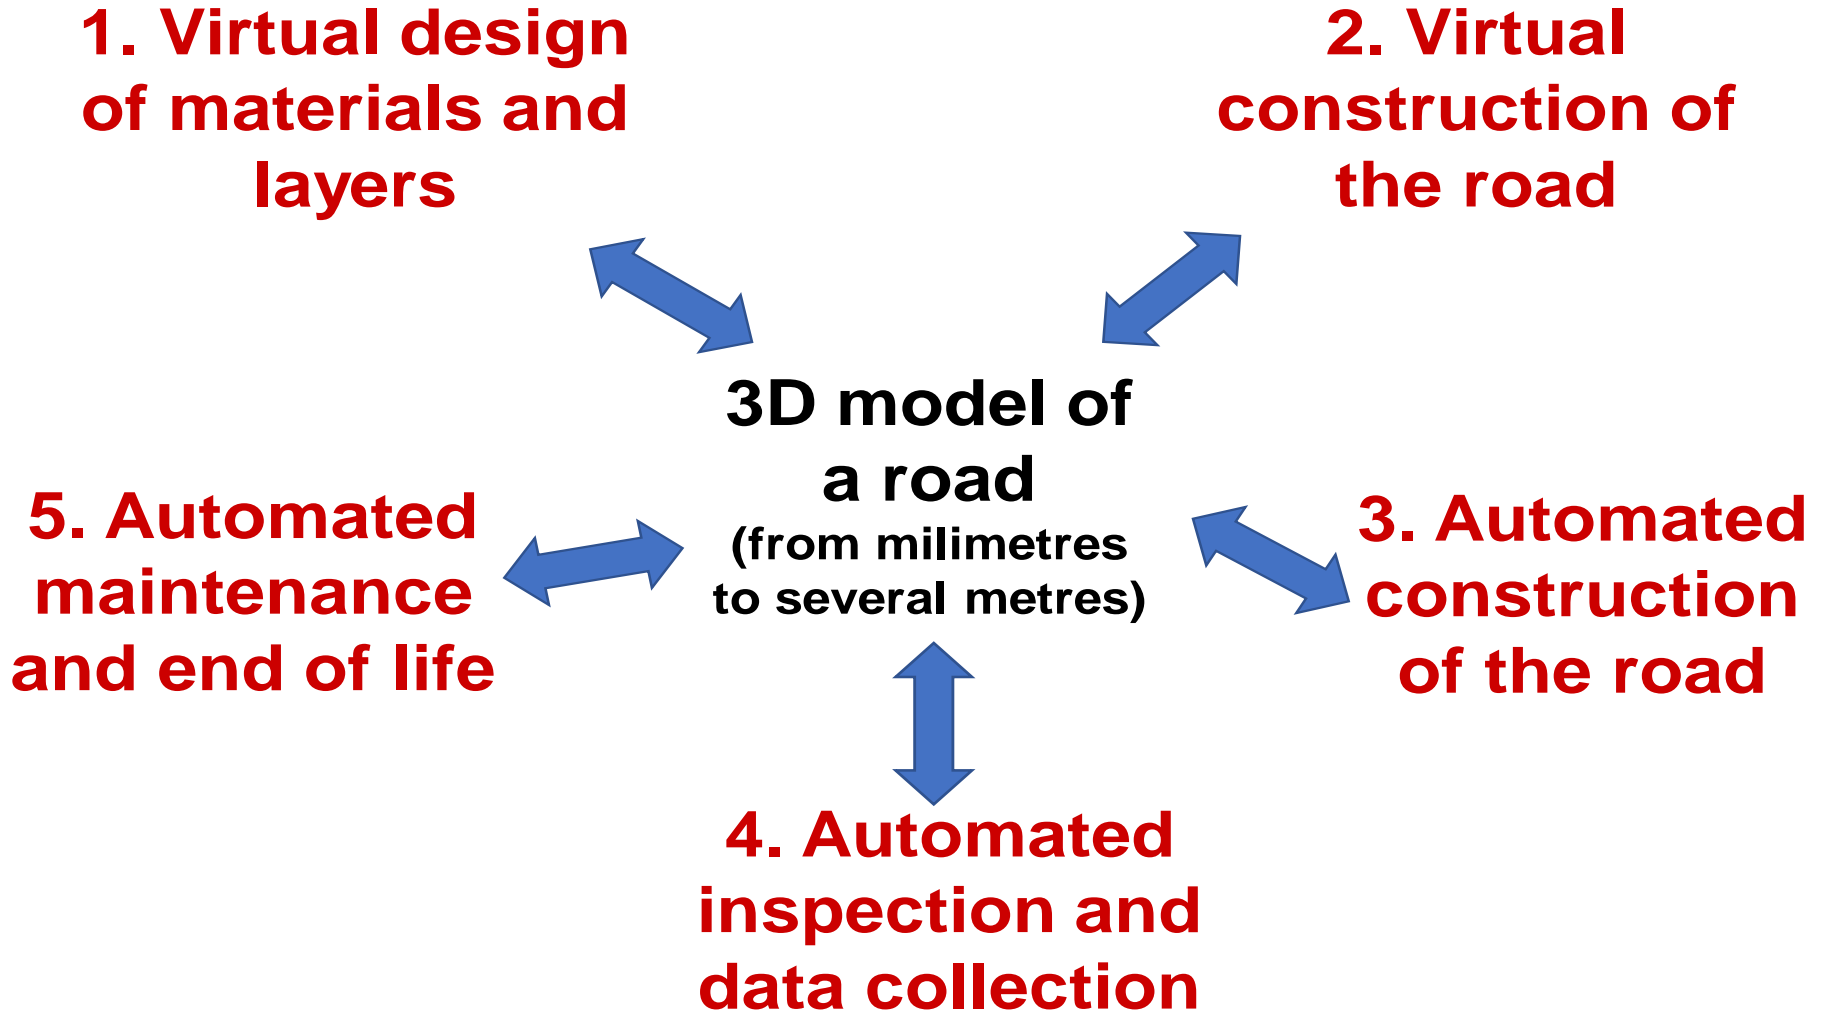 1. Virtual design
of materials and
layers
2. Virtual
construction of
the road
3D model of
a road
(from milimetres
to several metres)
3. Automated
construction
of the road
4. Automated
inspection and
data collection
5. Automated
maintenance
and end of life